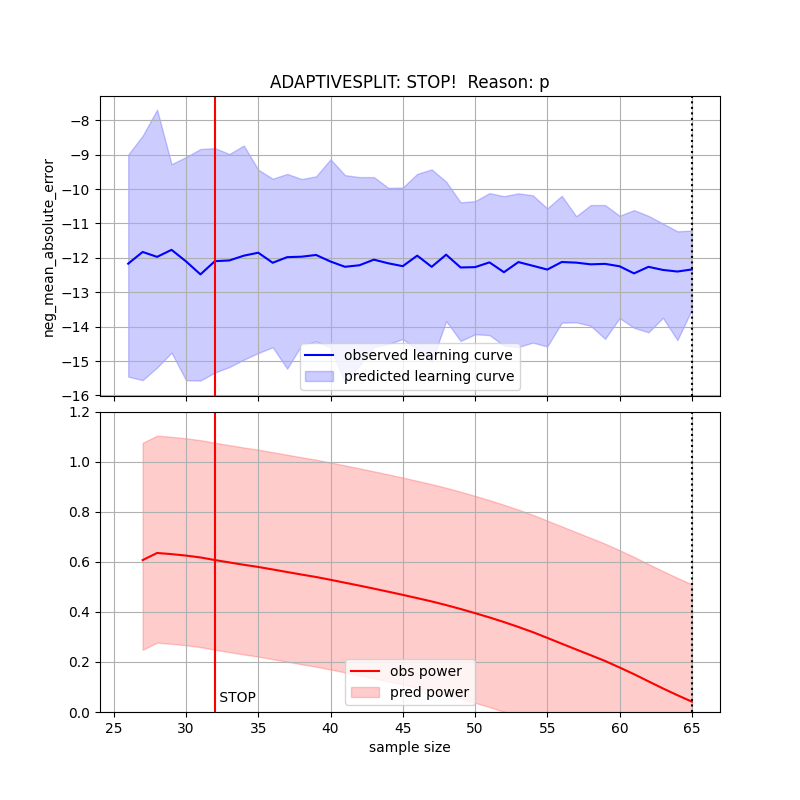 ADAPTIVESPLIT: STOP!  Reason: p
neg_mean_absolute_error
−8
−9
−10
−11
−12
−13
−14
−15
−16
observed learning curve
predicted learning curve
1.2
1.0
0.8
0.6
0.4
0.2
0.0
STOP
obs power
pred power
25 30 35 40 45 50 55 60 65
sample size